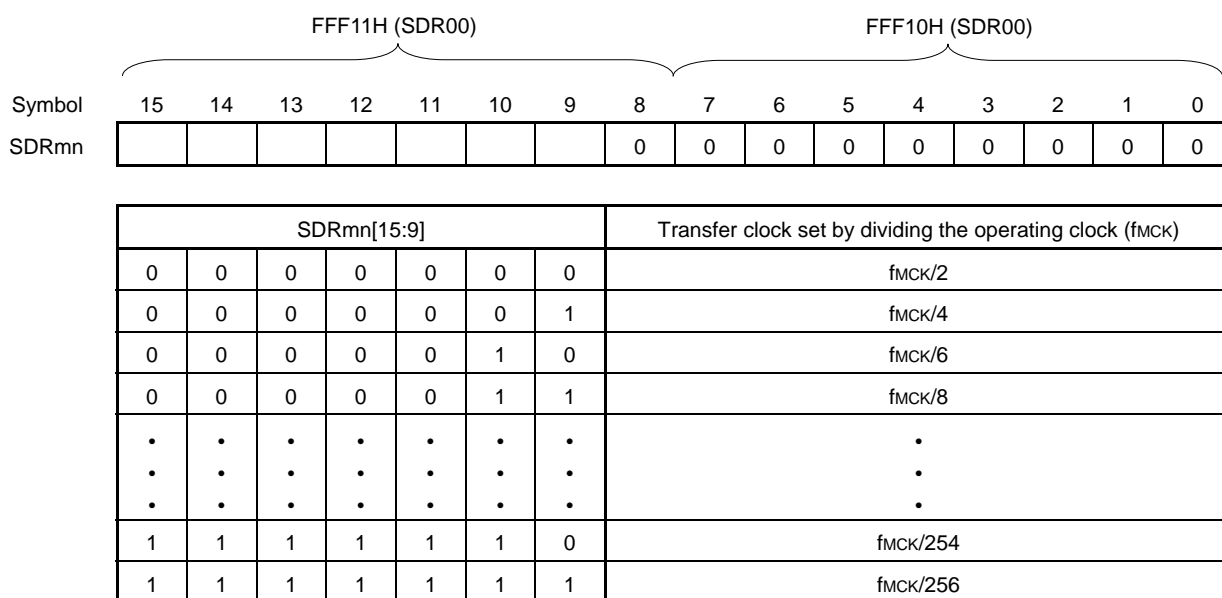 FFF11H (SDR00) FFF10H (SDR00)
Symbol 15 14 13 12 11 10 9 8 7 6 5 4 3 2 1 0
SDRmn 0 0 0 0 0 0 0 0 0
SDRmn[15:9] Transfer clock set by dividing the operating clock (fMCK)
0 0 0 0 0 0 0 fMCK/2
0 0 0 0 0 0 1 fMCK/4
0 0 0 0 0 1 0 fMCK/6
0 0 0 0 0 1 1 fMCK/8
• • • • • • • •
• • • • • • • •
• • • • • • • •
1 1 1 1 1 1 0 fMCK/254
1 1 1 1 1 1 1 fMCK/256